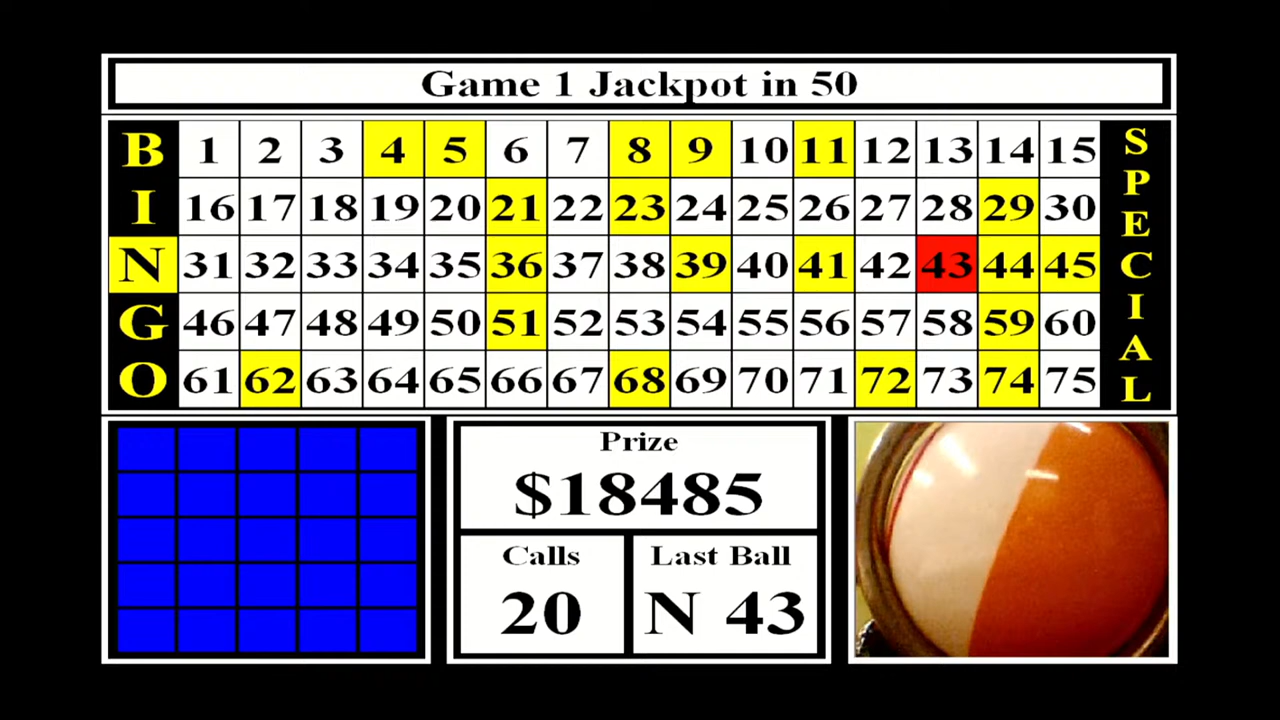 Game 1 Jackpot in 50
B 1 2 3 4 5 6 7 8 9 10 11 12 13 14 15
I 16 17 18 19 20 21 22 23 24 25 26 27 28 29 30
N 31 32 33 34 35 36 37 38 39 40 41 42 43 44 45
G 46 47 48 49 50 51 52 53 54 55 56 57 58 59 60
O 61 62 63 64 65 66 67 68 69 70 71 72 73 74 75
SPECIAL
Prize
$18485
Calls
20
Last Ball
N 43